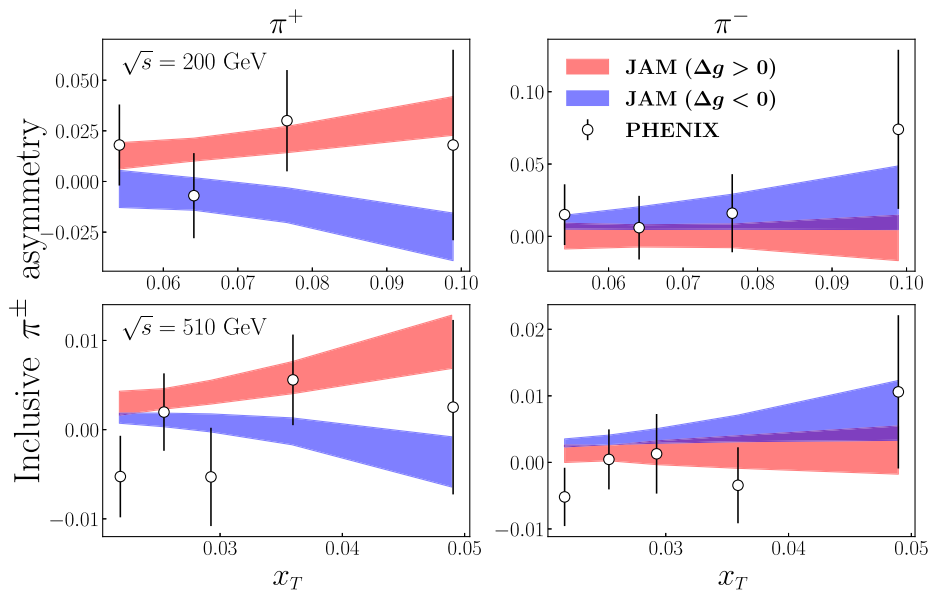 π⁺
π⁻
√s = 200 GeV
JAM (Δg > 0)
JAM (Δg < 0)
PHENIX
0.050
0.025
0.000
−0.025
0.10
0.05
0.00
0.06 0.07 0.08 0.09 0.10
0.06 0.07 0.08 0.09 0.10
Inclusive π± asymmetry
√s = 510 GeV
0.01
0.00
−0.01
0.02
0.01
0.00
−0.01
0.03 0.04 0.05
0.03 0.04 0.05
x_T
x_T